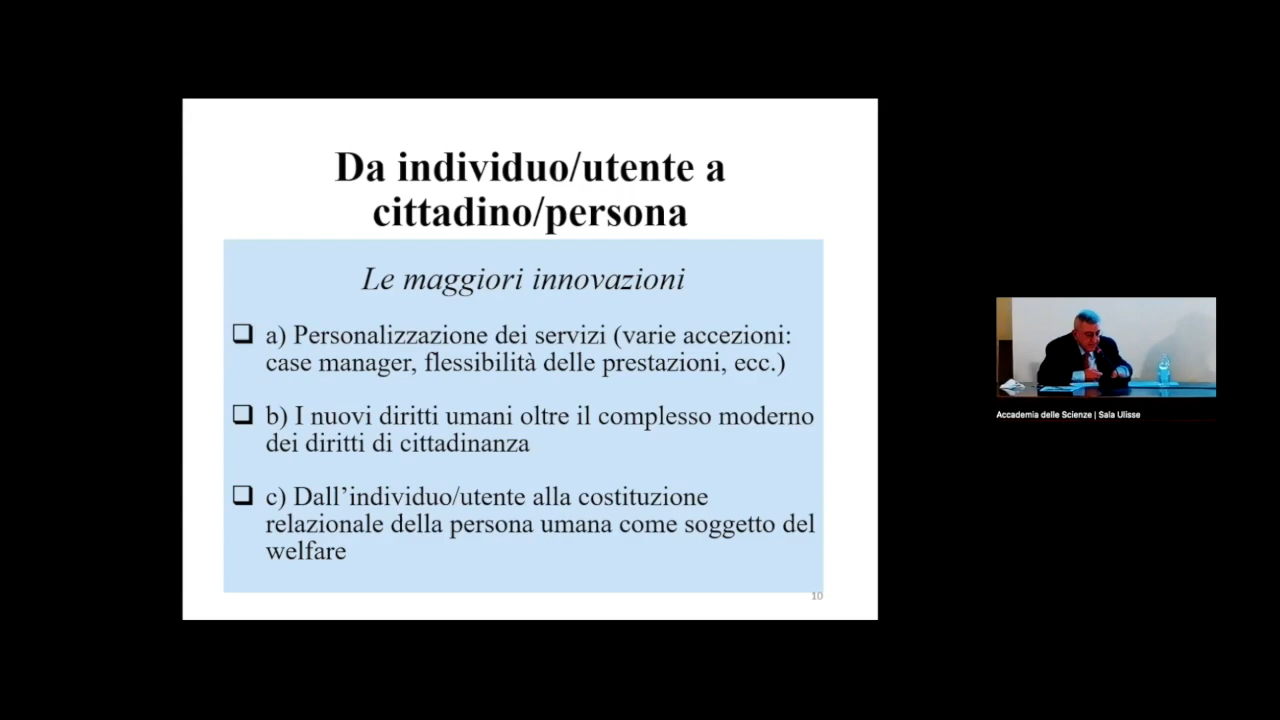 Da individuo/utente a
cittadino/persona
Le maggiori innovazioni
❑ a) Personalizzazione dei servizi (varie accezioni:
case manager, flessibilità delle prestazioni, ecc.)
❑ b) I nuovi diritti umani oltre il complesso moderno
dei diritti di cittadinanza
❑ c) Dall’individuo/utente alla costituzione
relazionale della persona umana come soggetto del
welfare
10
Accademia delle Scienze | Sala Ulisse